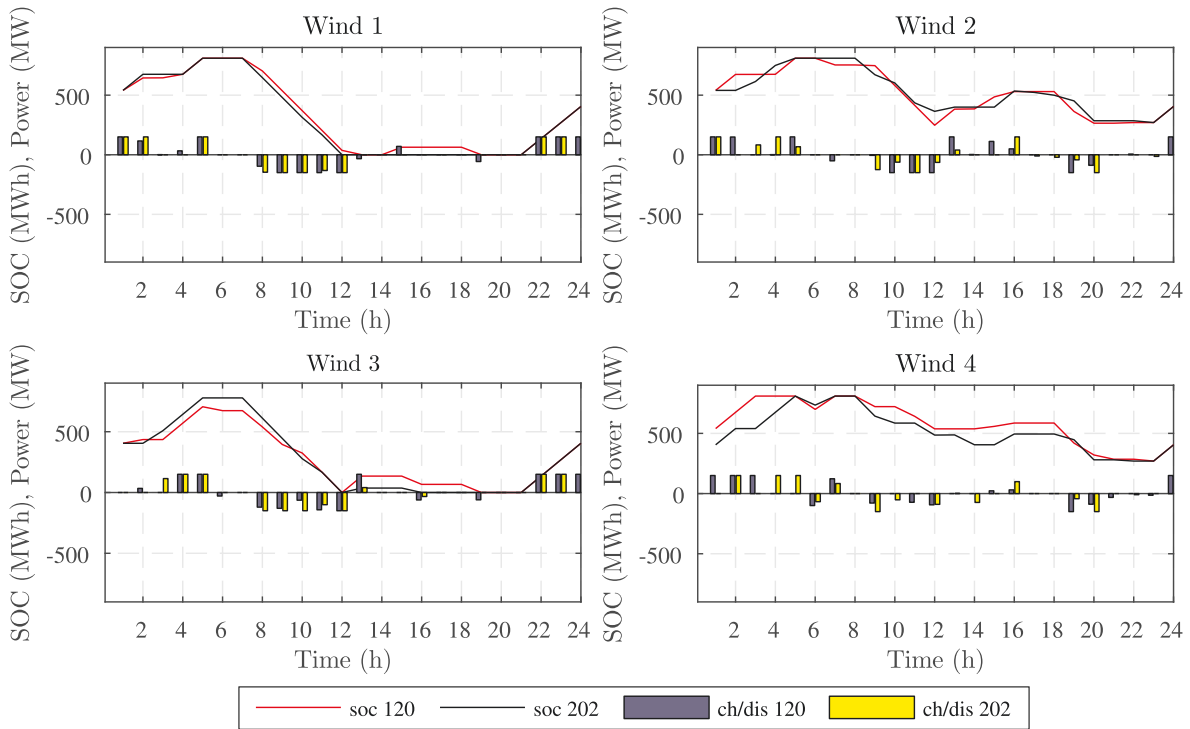 Wind 1
SOC (MWh), Power (MW)
500
0
-500
2 4 6 8 10 12 14 16 18 20 22 24
Time (h)
Wind 2
SOC (MWh), Power (MW)
500
0
-500
2 4 6 8 10 12 14 16 18 20 22 24
Time (h)
Wind 3
SOC (MWh), Power (MW)
500
0
-500
2 4 6 8 10 12 14 16 18 20 22 24
Time (h)
Wind 4
SOC (MWh), Power (MW)
500
0
-500
2 4 6 8 10 12 14 16 18 20 22 24
Time (h)
soc 120 soc 202 ch/dis 120 ch/dis 202